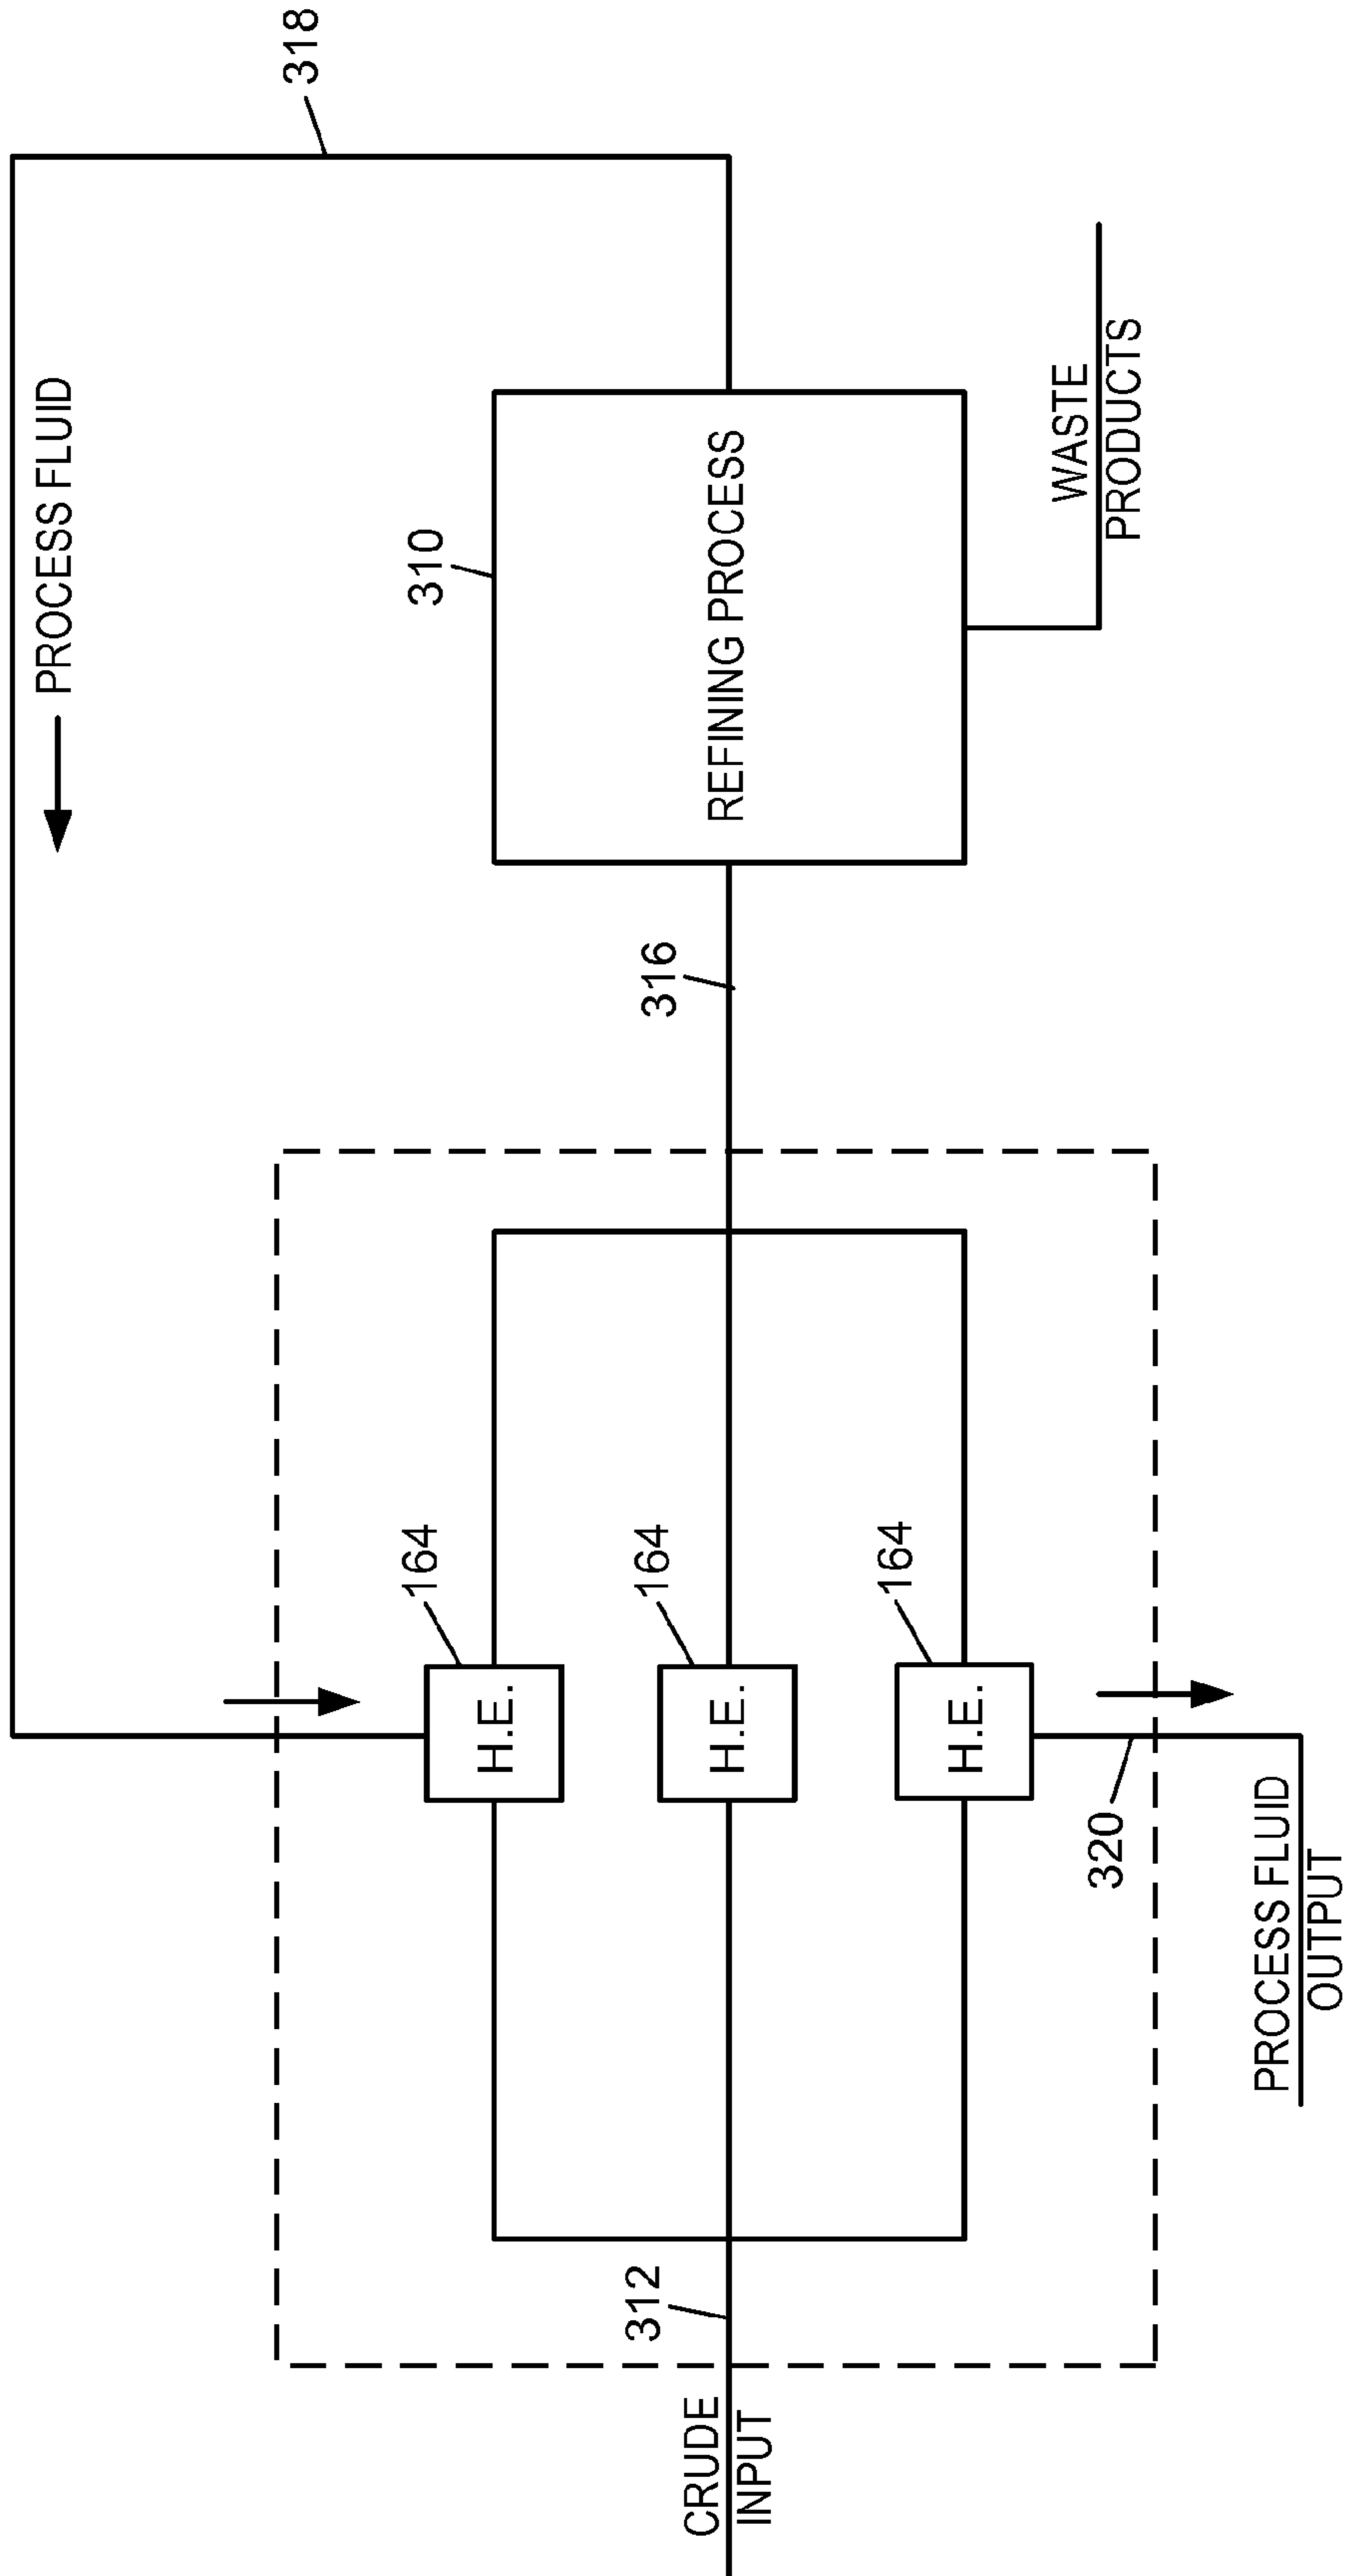 318
PROCESS FLUID
310
REFINING PROCESS
WASTE
PRODUCTS
316
164
H.E.
164
H.E.
164
H.E.
320
PROCESS FLUID
OUTPUT
312
CRUDE
INPUT